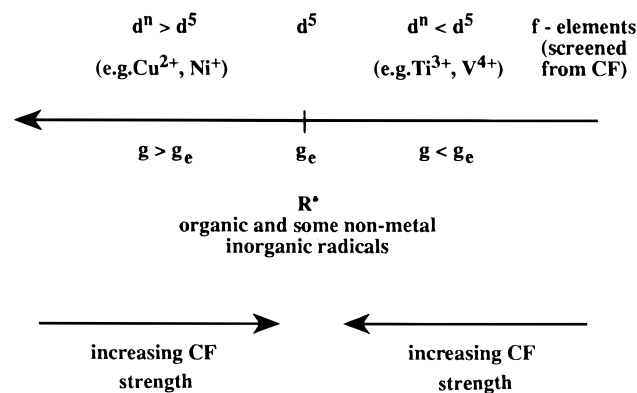 dⁿ > d⁵ d⁵ dⁿ < d⁵ f - elements
(e.g.Cu²⁺, Ni⁺) (e.g.Ti³⁺, V⁴⁺) (screened
from CF)
g > gₑ gₑ g < gₑ
R•
organic and some non-metal
inorganic radicals
increasing CF
strength
increasing CF
strength